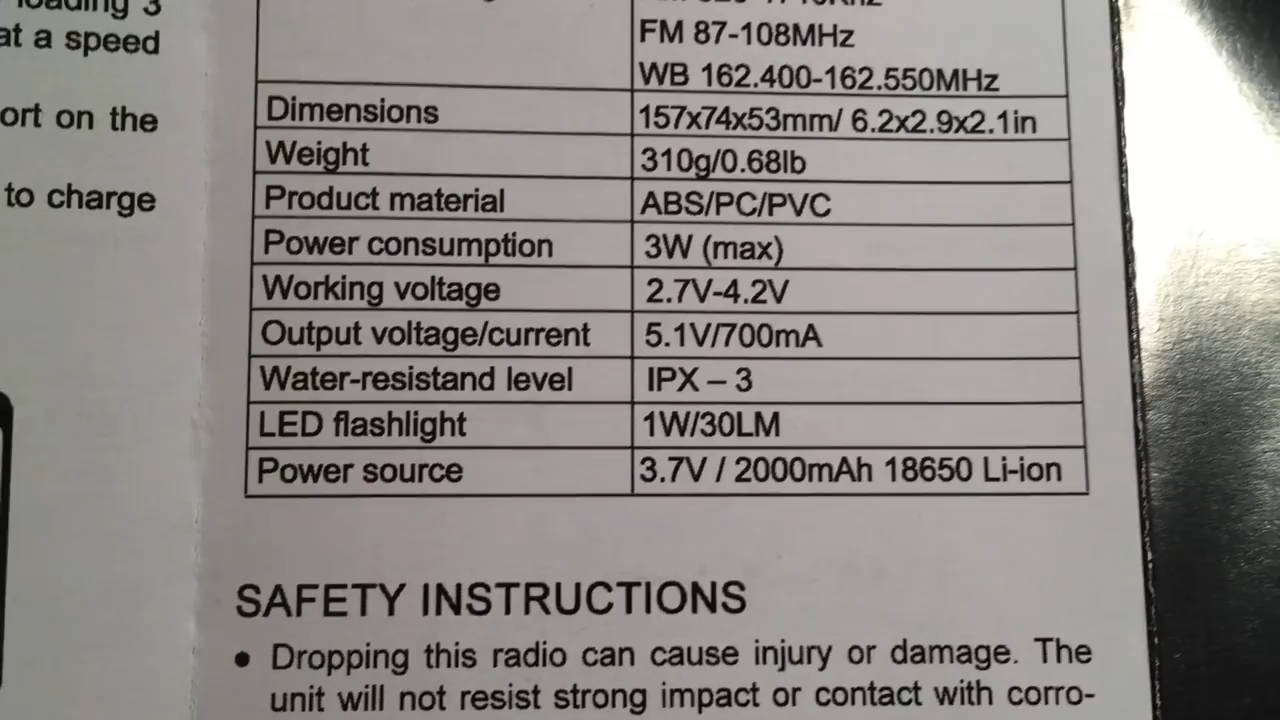 loading 3
at a speed
ort on the
to charge
FM 87-108MHz
WB 162.400-162.550MHz
Dimensions 157x74x53mm/ 6.2x2.9x2.1in
Weight 310g/0.68lb
Product material ABS/PC/PVC
Power consumption 3W (max)
Working voltage 2.7V-4.2V
Output voltage/current 5.1V/700mA
Water-resistand level IPX – 3
LED flashlight 1W/30LM
Power source 3.7V / 2000mAh 18650 Li-ion
SAFETY INSTRUCTIONS
● Dropping this radio can cause injury or damage. The
unit will not resist strong impact or contact with corro-